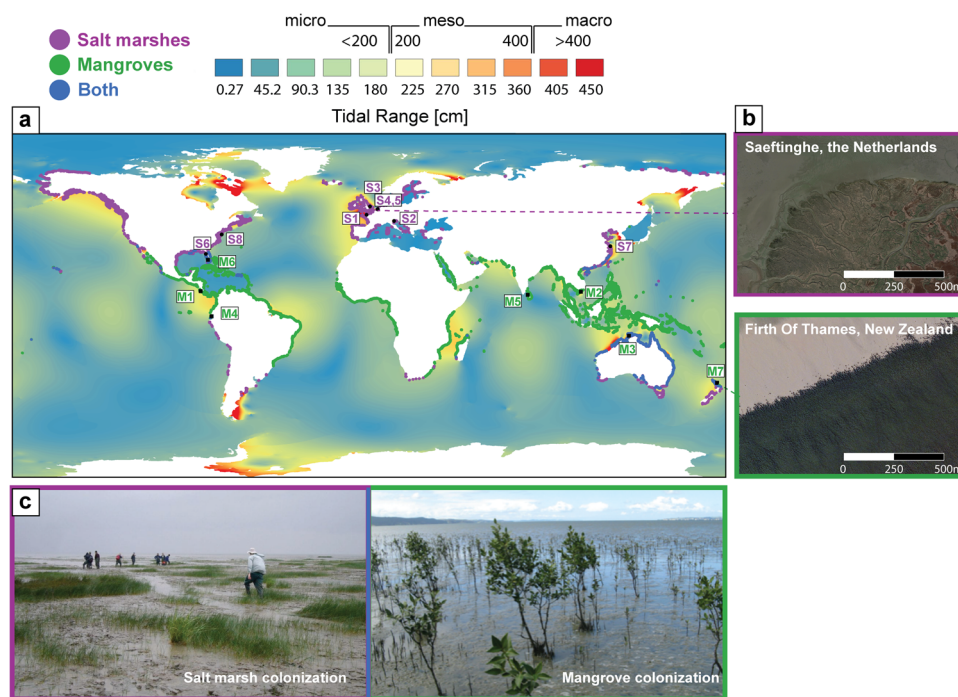 micro meso macro
<200 200 400 >400
Salt marshes
Mangroves
Both
0.27 45.2 90.3 135 180 225 270 315 360 405 450
Tidal Range [cm]
a
S3
S4,5
S1
S2
S6
S8
M6
S7
M1
M4
M5
M2
M3
M7
b
Saeftinghe, the Netherlands
0 250 500m
Firth Of Thames, New Zealand
0 250 500m
c
Salt marsh colonization
Mangrove colonization